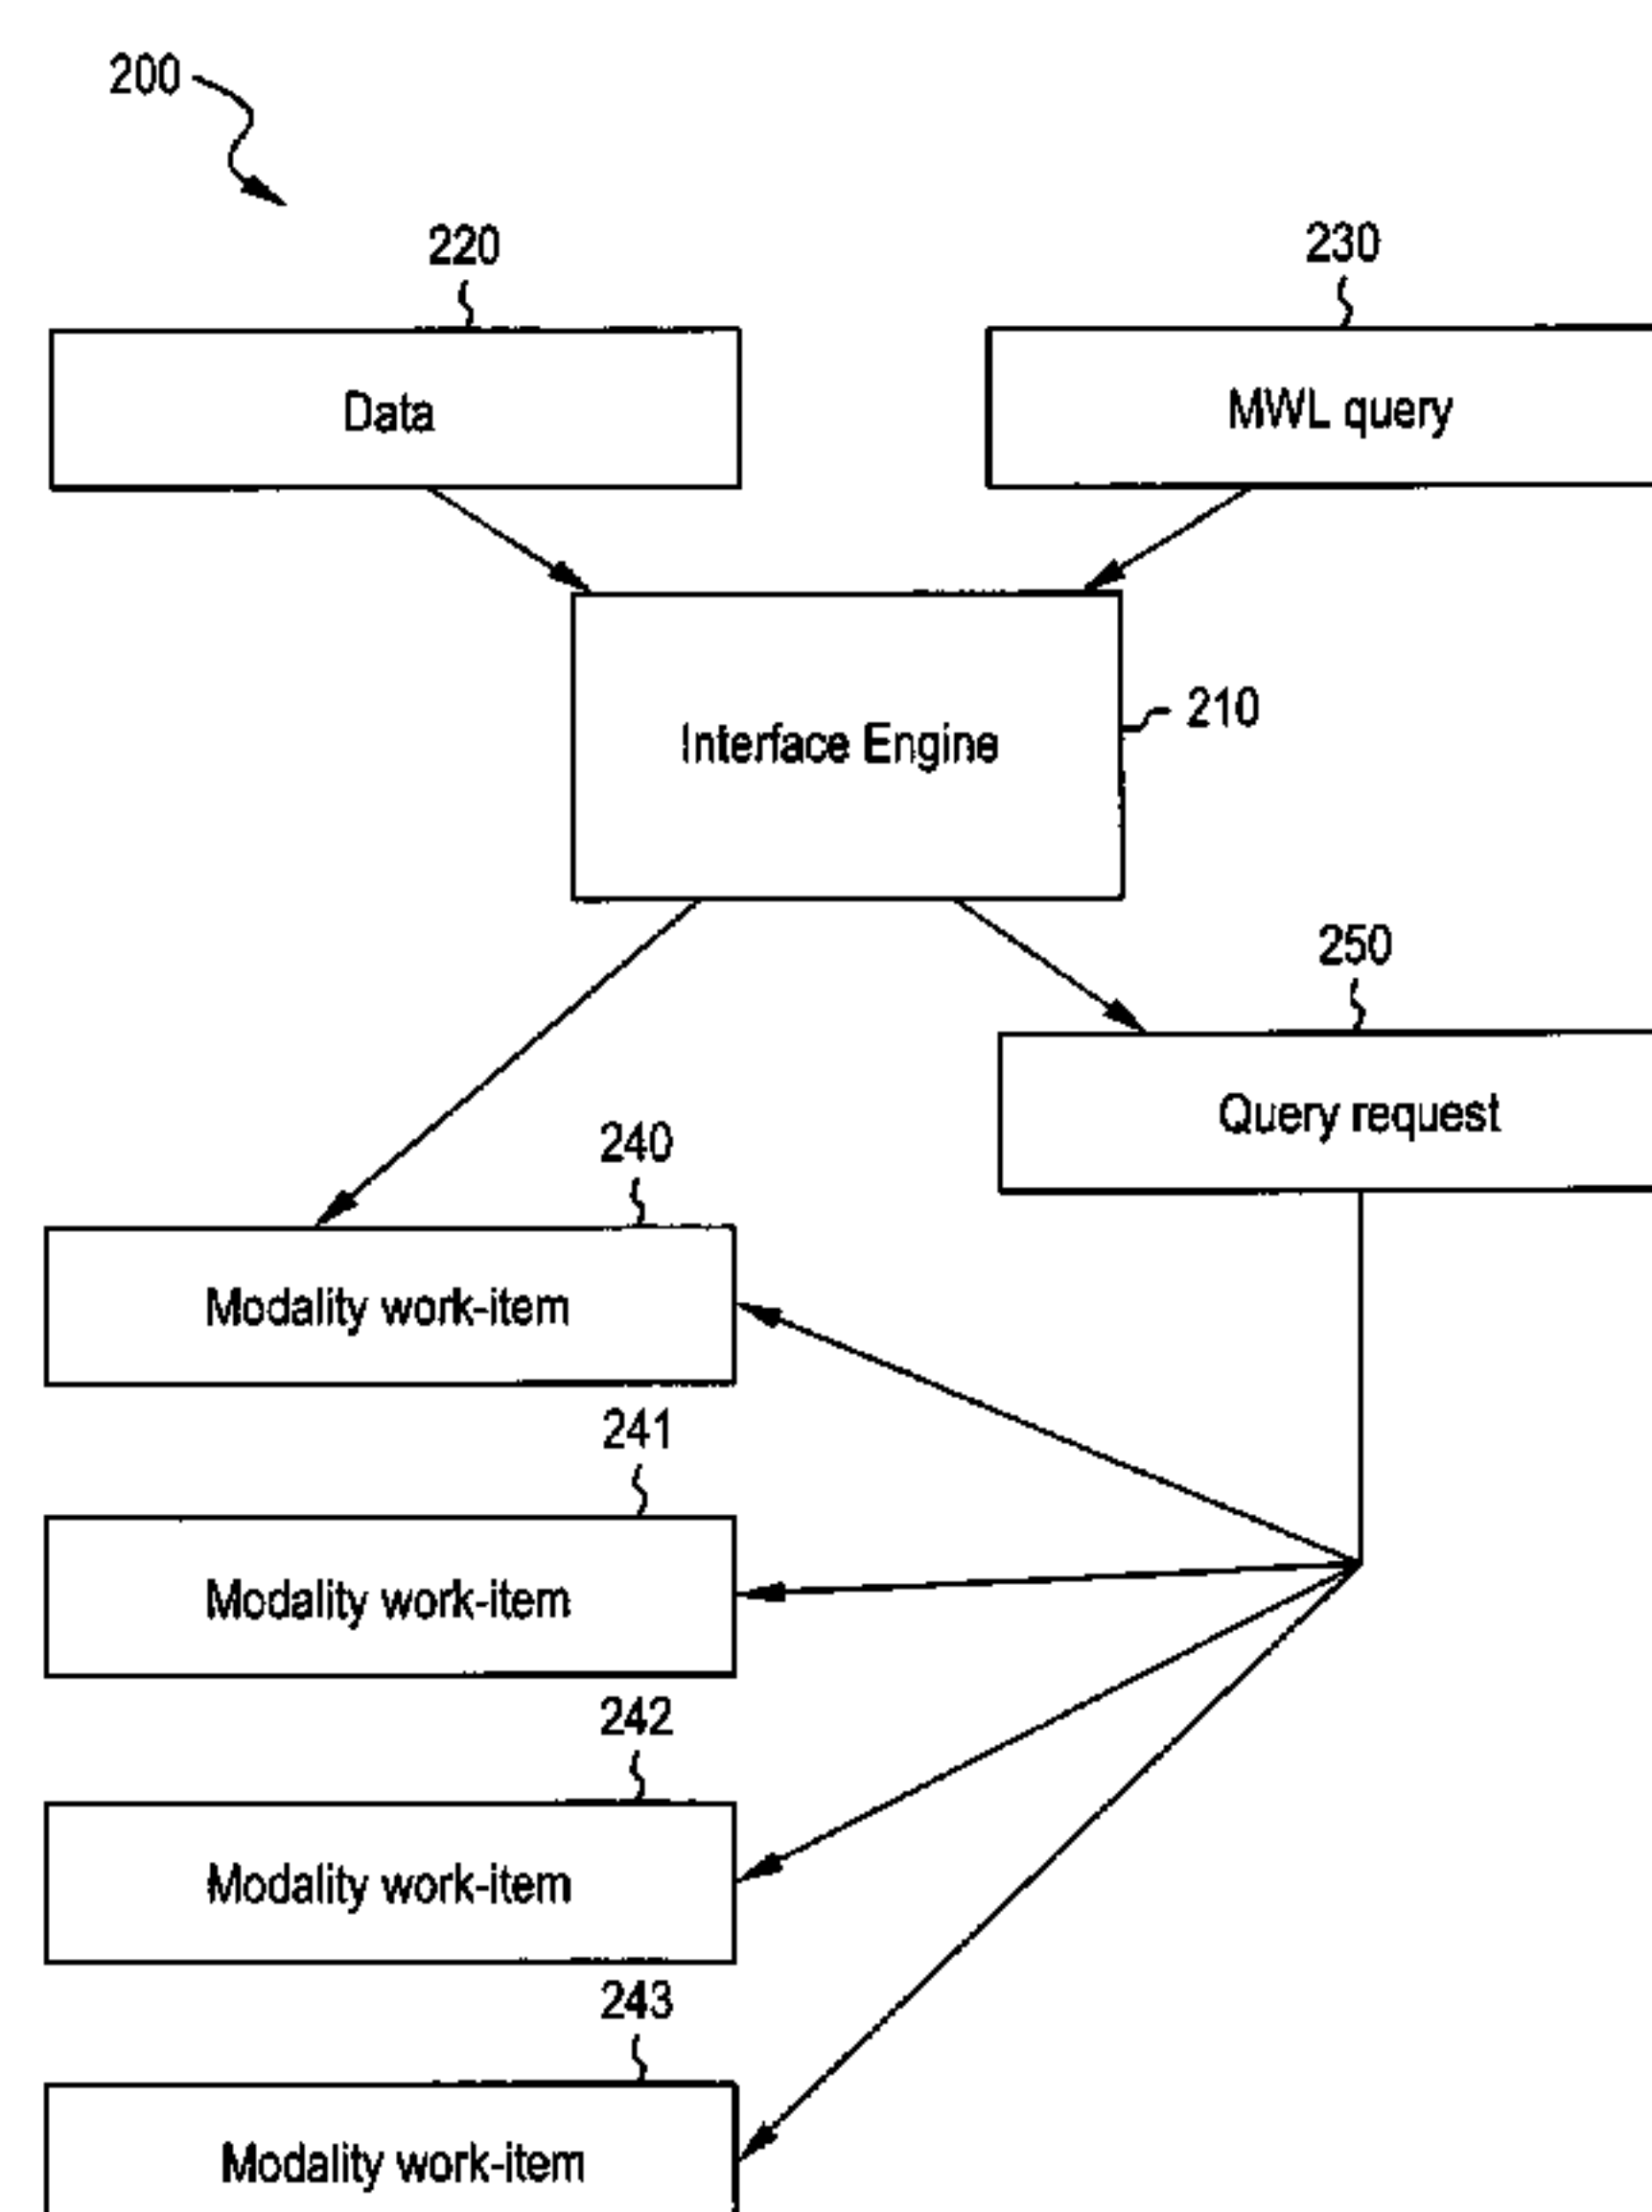 200
220
230
Data
MWL query
Interface Engine
210
250
Query request
240
Modality work-item
241
Modality work-item
242
Modality work-item
243
Modality work-item